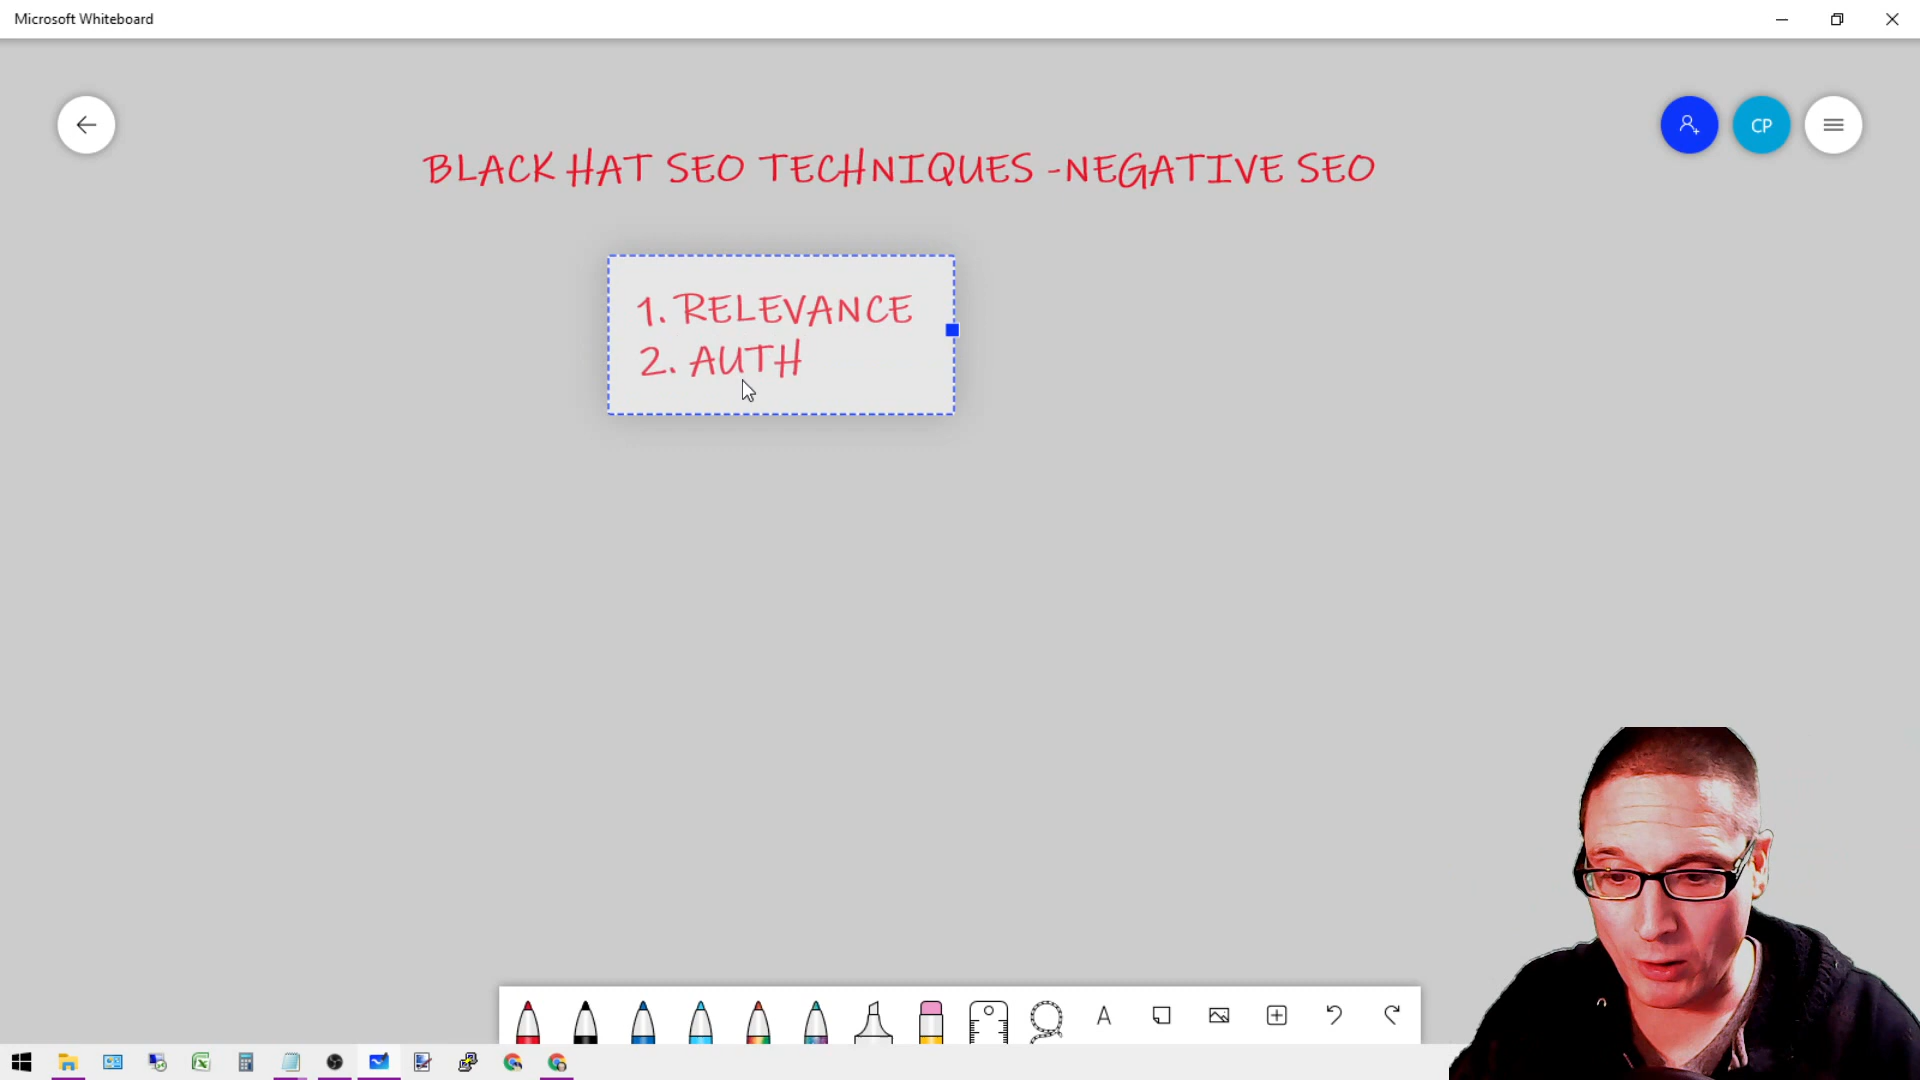 Microsoft Whiteboard
CP
BLACK HAT SEO TECHNIQUES -NEGATIVE SEO
1. RELEVANCE
2. AUTH